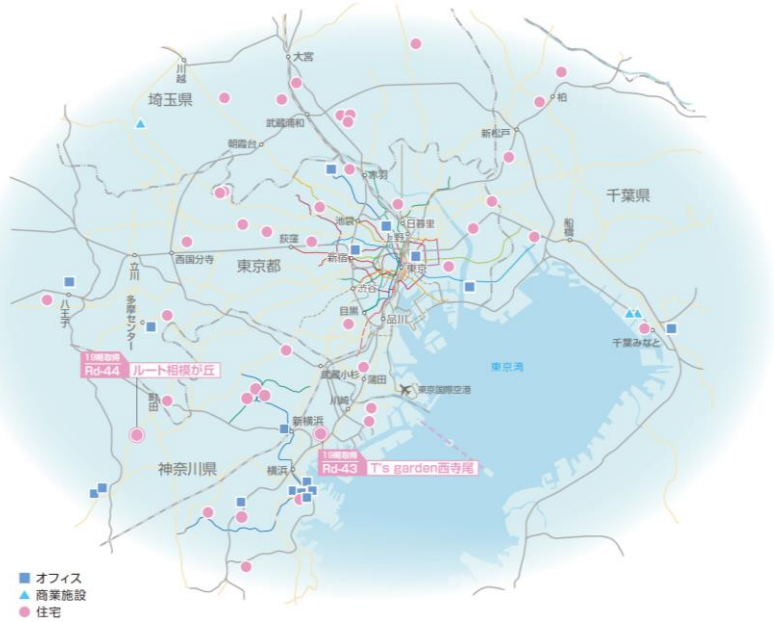 大宮
川越
埼玉県
柏
武蔵浦和
新松戸
朝霞台
赤羽
千葉県
池袋
日暮里
船橋
上野
荻窪
西国分寺
新宿
東京
東京都
立川
渋谷
八王子
多摩センター
目黒
品川
千葉みなと
19期取得
Rd-44 ルート相模が丘
武蔵小杉
東京湾
蒲田
東京国際空港
町田
川崎
新横浜
神奈川県
横浜
19期取得
Rd-43 T's garden西寺尾
オフィス
商業施設
住宅